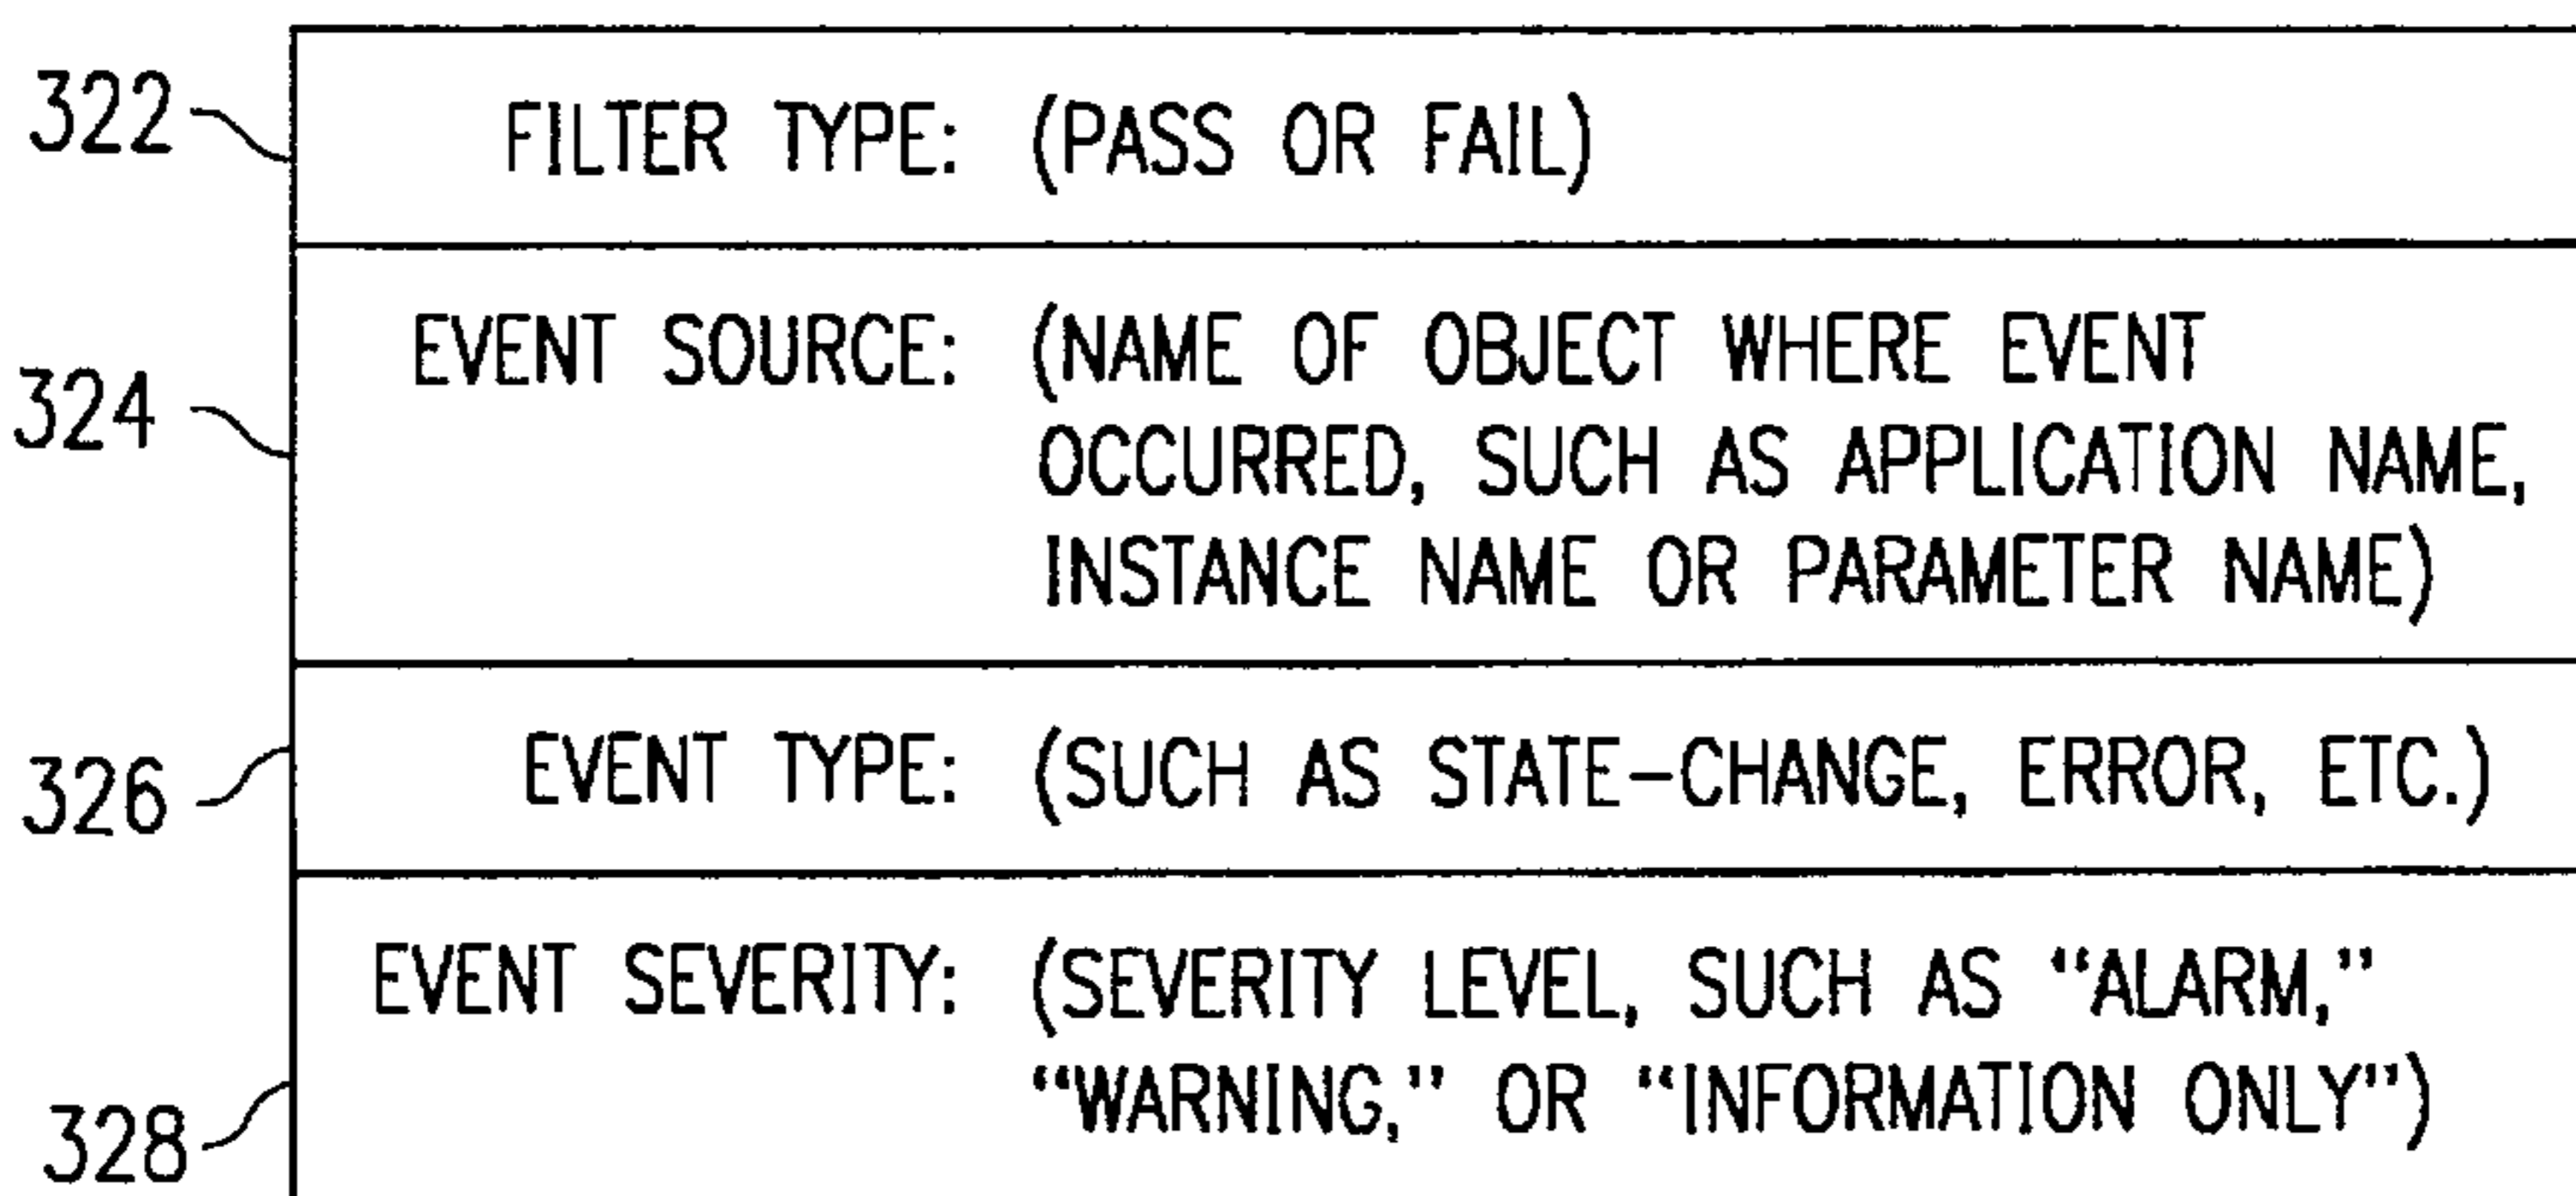 322
FILTER TYPE: (PASS OR FAIL)
324
EVENT SOURCE: (NAME OF OBJECT WHERE EVENT
OCCURRED, SUCH AS APPLICATION NAME,
INSTANCE NAME OR PARAMETER NAME)
326
EVENT TYPE: (SUCH AS STATE-CHANGE, ERROR, ETC.)
328
EVENT SEVERITY: (SEVERITY LEVEL, SUCH AS “ALARM,”
“WARNING,” OR “INFORMATION ONLY”)